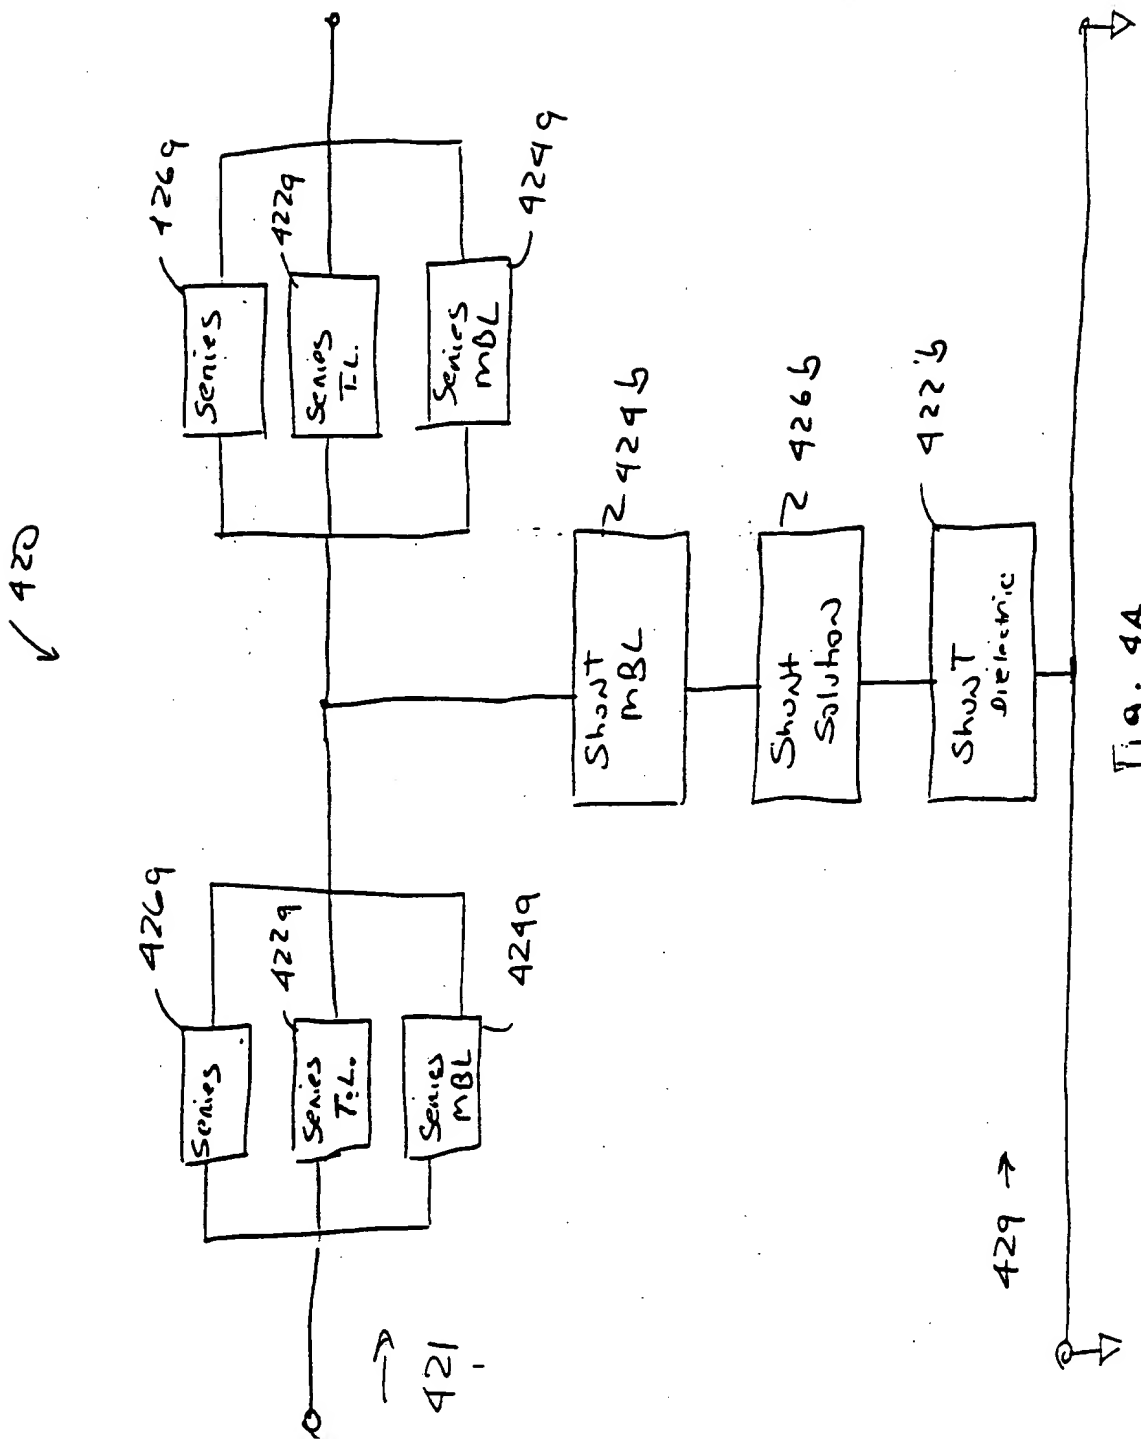 420
426a
Series
422a
Series
T.L.
424a
Series
MBL
426a
Series
422a
Series
T.L.
424a
Series
MBL
421
Shunt
MBL
424b
Shunt
Solution
426b
Shunt
Dielectric
422b
429
Fig. 4A